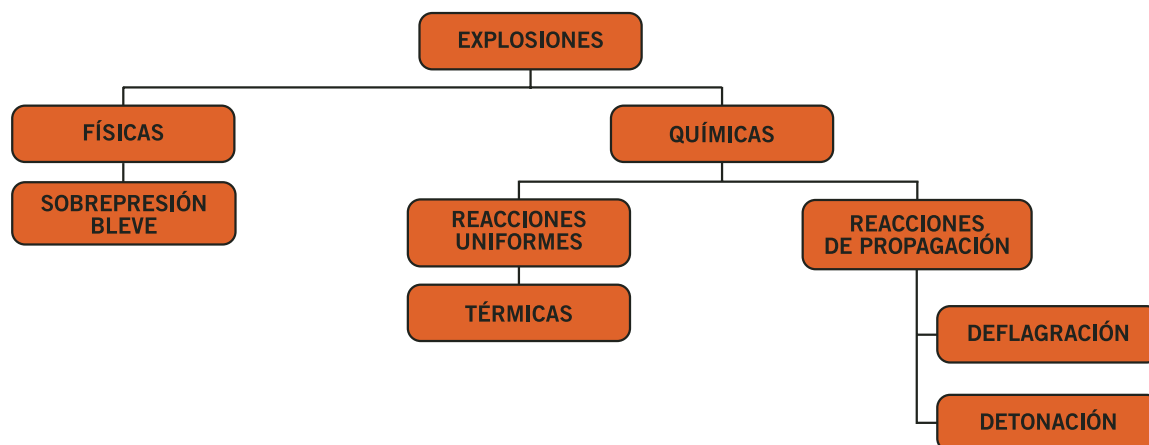 EXPLOSIONES
FÍSICAS
QUÍMICAS
SOBREPRESIÓN
BLEVE
REACCIONES
UNIFORMES
REACCIONES
DE PROPAGACIÓN
TÉRMICAS
DEFLAGRACIÓN
DETONACIÓN